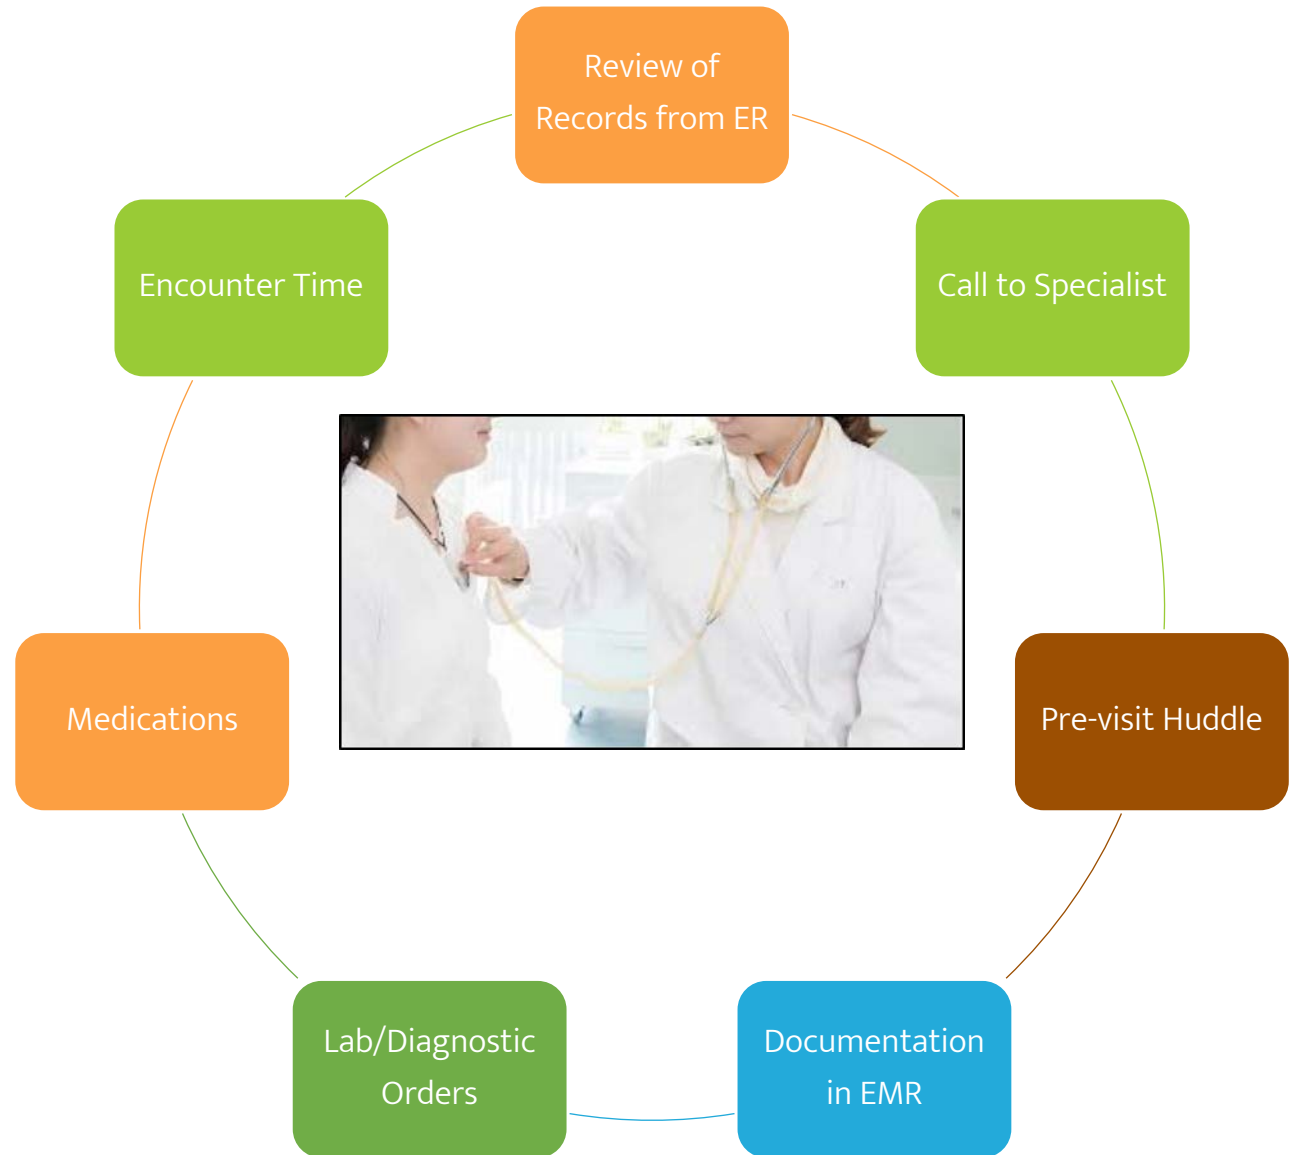 Review of
Records from ER
Call to Specialist
Pre-visit Huddle
Documentation
in EMR
Lab/Diagnostic
Orders
Medications
Encounter Time